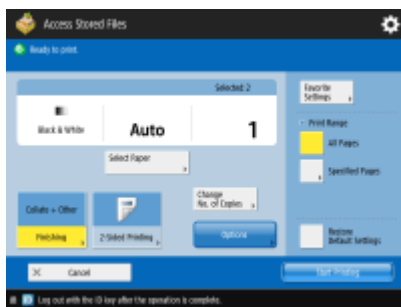 Access Stored Files
Ready to print.
Selected: 2
Black & White
Auto
1
Select Paper
Change
No. of Copies
Collate + Other
Finishing
2-Sided Printing
Options
Favorite
Settings
Print Range
All Pages
Specified Pages
Restore
Default Settings
Cancel
Start Printing
Log out with the ID key after the operation is complete.